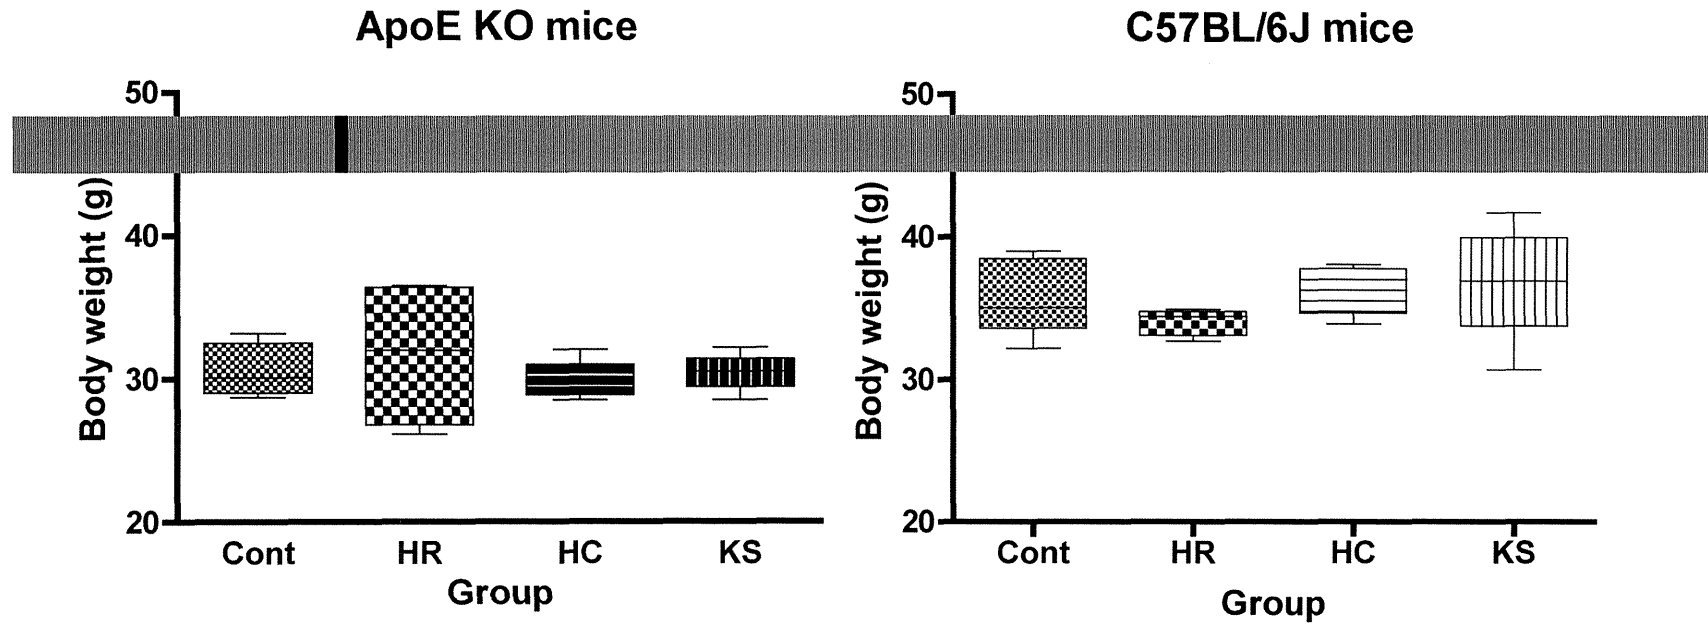 ApoE KO mice
50
40
30
20
Body weight (g)
Cont HR HC KS
Group
C57BL/6J mice
50
40
30
20
Body weight (g)
Cont HR HC KS
Group